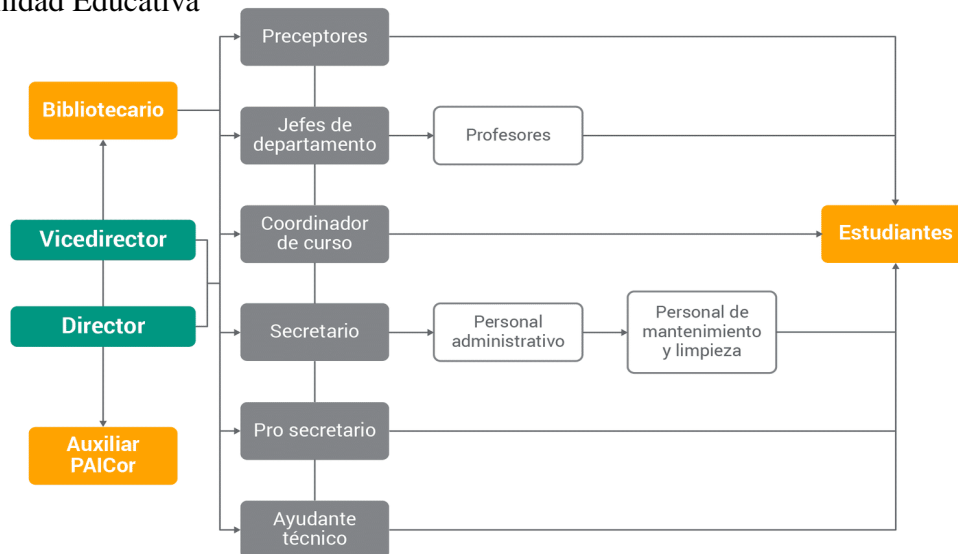 Educativa
Preceptores
Bibliotecario
Jefes de
departamento
Profesores
Vicedirector
Coordinador
de curso
Estudiantes
Director
Secretario
Personal
administrativo
Personal de
mantenimiento
y limpieza
Auxiliar
PAICor
Pro secretario
Ayudante
técnico